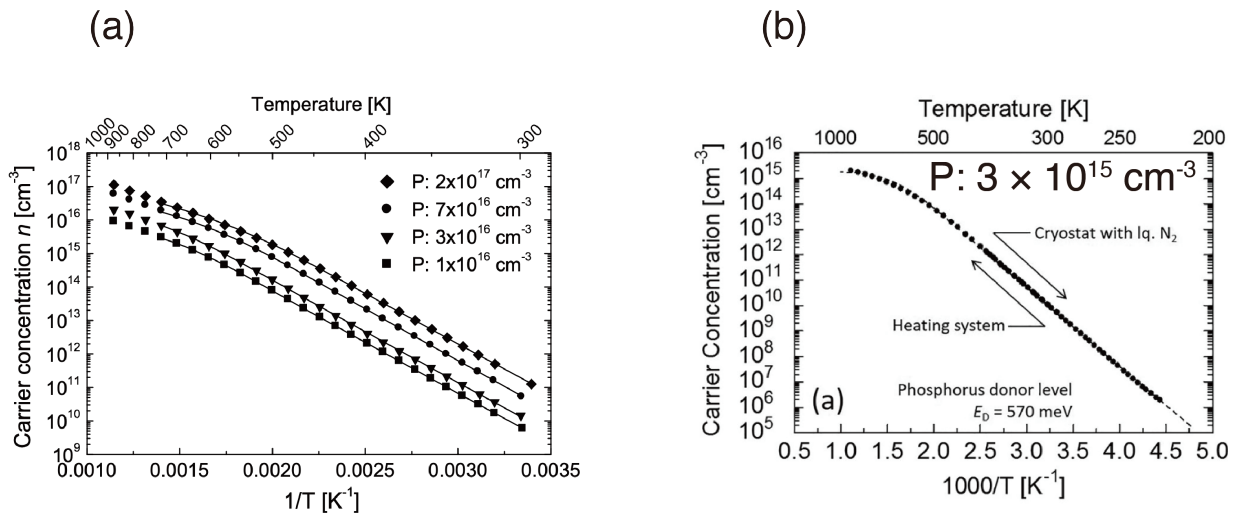 (a)
Temperature [K]
1000 900 800 700 600 500 400 300
10^18
10^17
10^16
10^15
10^14
10^13
10^12
10^11
10^10
10^9
Carrier concentration n [cm^-3]
P: 2x10^17 cm^-3
P: 7x10^16 cm^-3
P: 3x10^16 cm^-3
P: 1x10^16 cm^-3
0.0010 0.0015 0.0020 0.0025 0.0030 0.0035
1/T [K^-1]
(b)
Temperature [K]
1000 500 300 250 200
10^16
10^15
10^14
10^13
10^12
10^11
10^10
10^9
10^8
10^7
10^6
10^5
Carrier Concentration [cm^-3]
P: 3 × 10^15 cm^-3
Cryostat with lq. N2
Heating system
(a)
Phosphorus donor level
E_D = 570 meV
0.5 1.0 1.5 2.0 2.5 3.0 3.5 4.0 4.5 5.0
1000/T [K^-1]